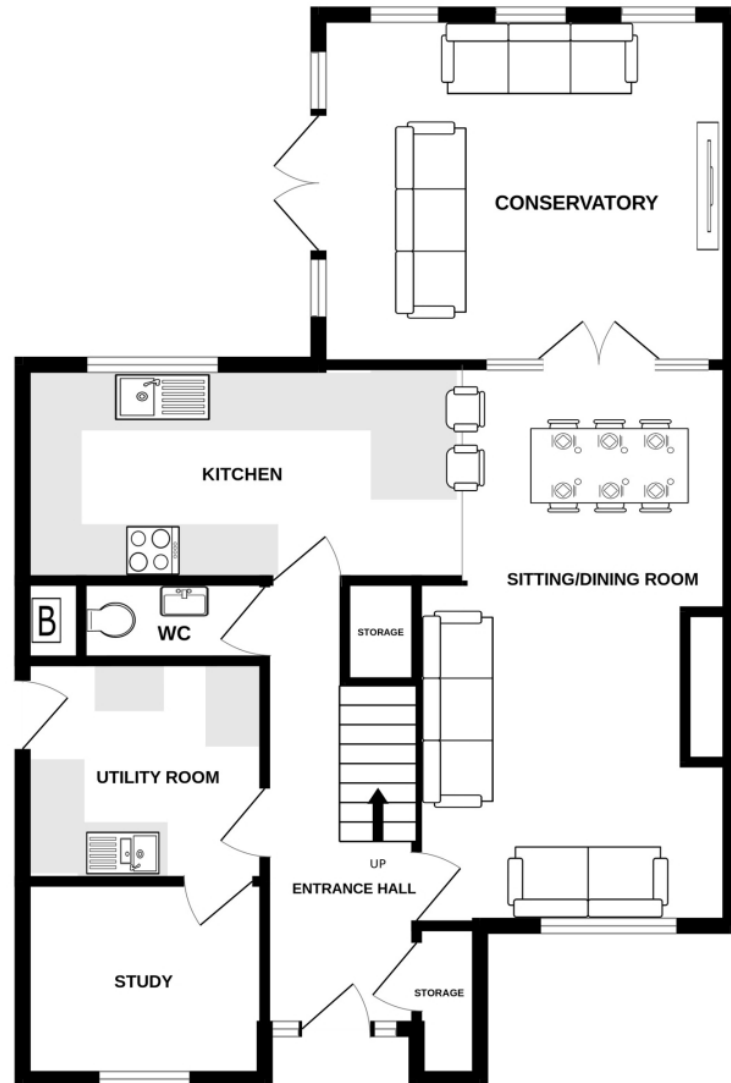 CONSERVATORY
KITCHEN
SITTING/DINING ROOM
B
WC
STORAGE
UTILITY ROOM
UP
ENTRANCE HALL
STUDY
STORAGE